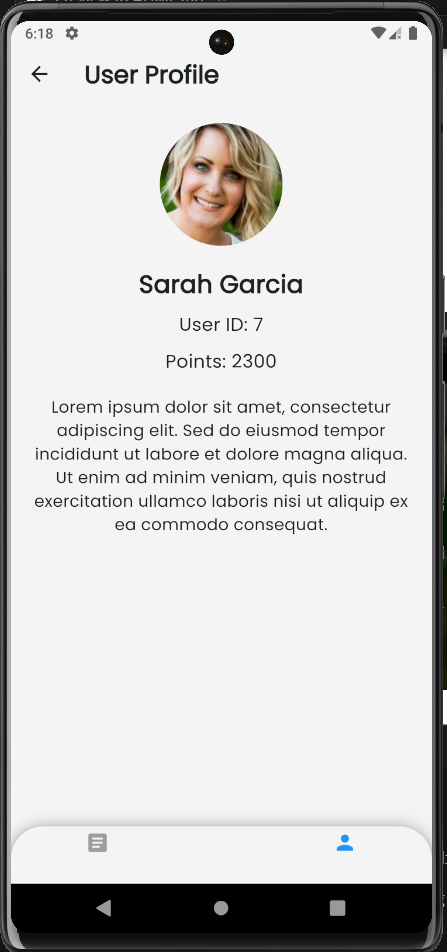 6:18
User Profile
Sarah Garcia
User ID: 7
Points: 2300
Lorem ipsum dolor sit amet, consectetur
adipiscing elit. Sed do eiusmod tempor
incididunt ut labore et dolore magna aliqua.
Ut enim ad minim veniam, quis nostrud
exercitation ullamco laboris nisi ut aliquip ex
ea commodo consequat.